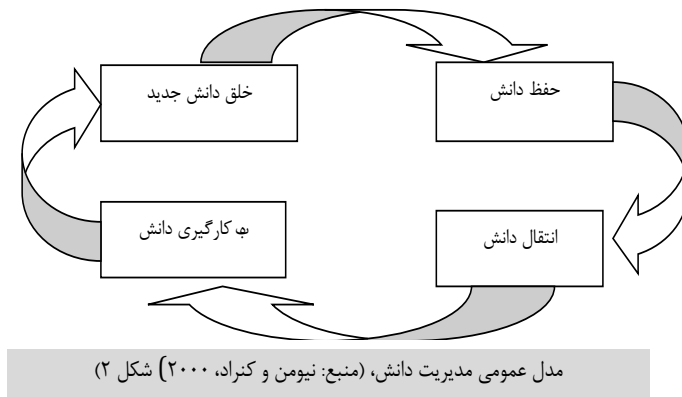 خلق دانش جدید
حفظ دانش
به کارگیری دانش
انتقال دانش
مدل عمومی مدیریت دانش، (منبع: نیومن و کنراد، ۲۰۰۰) شکل ۲)